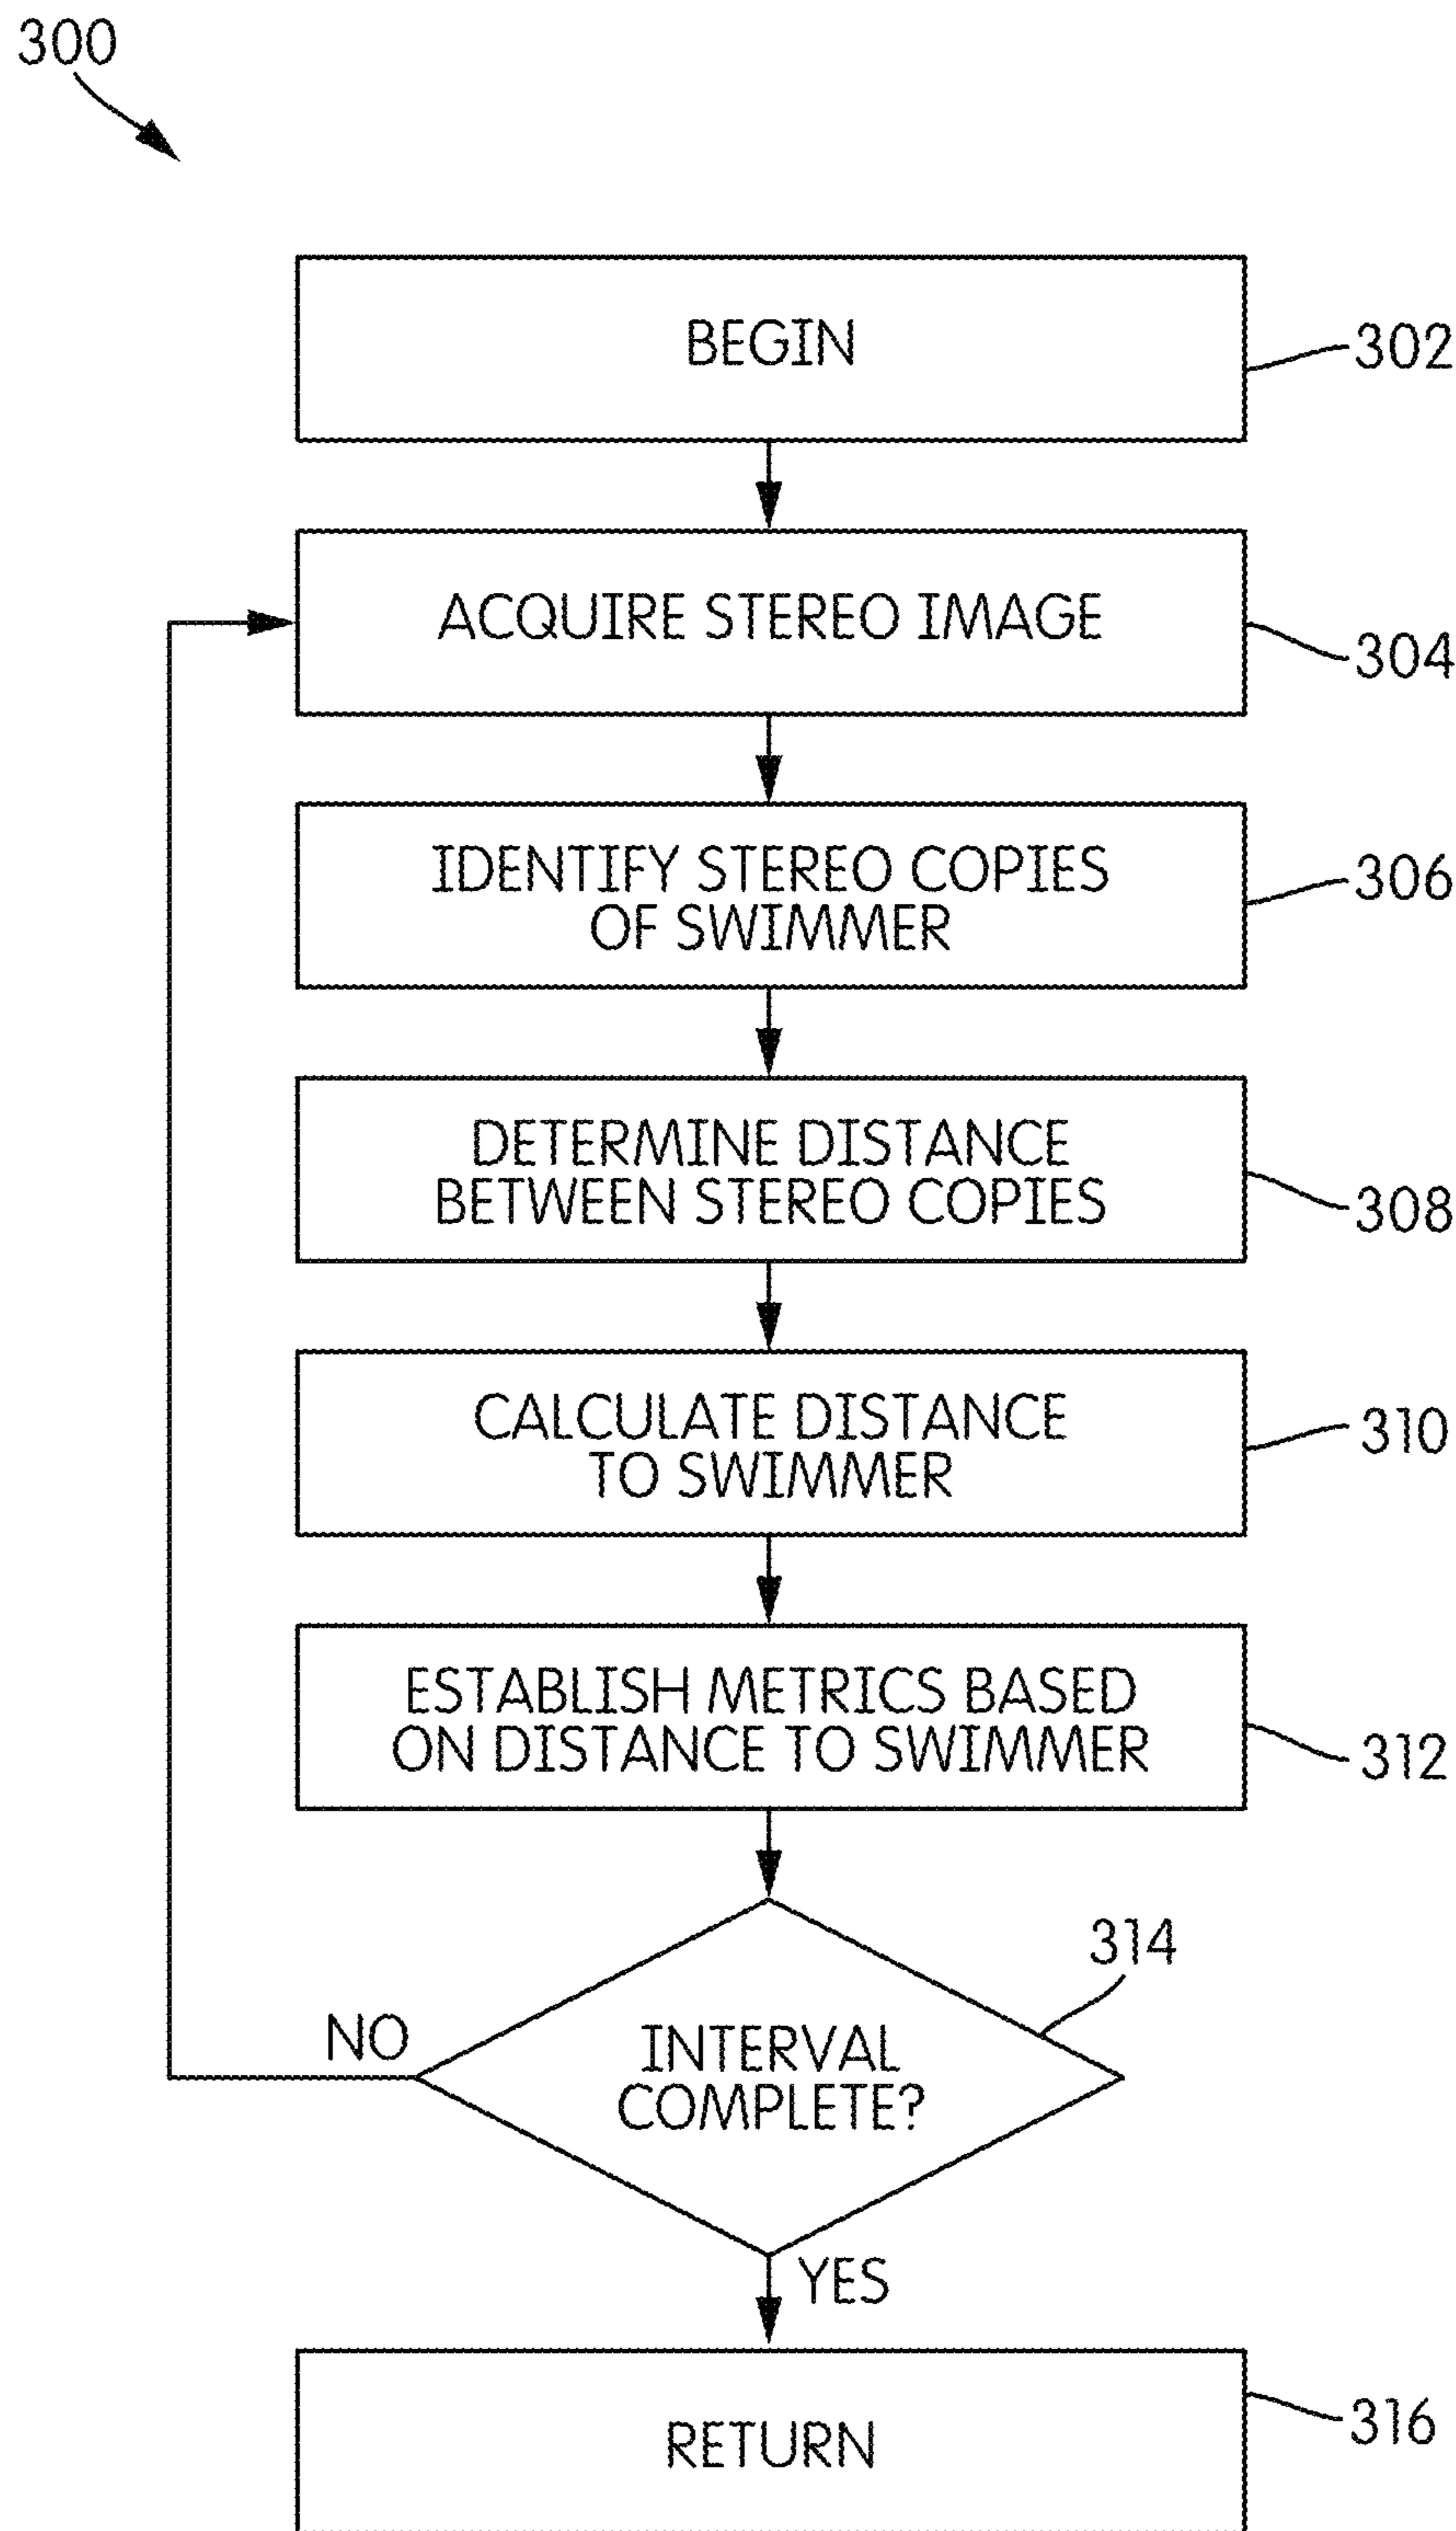 300
BEGIN
302
ACQUIRE STEREO IMAGE
304
IDENTIFY STEREO COPIES
OF SWIMMER
306
DETERMINE DISTANCE
BETWEEN STEREO COPIES
308
CALCULATE DISTANCE
TO SWIMMER
310
ESTABLISH METRICS BASED
ON DISTANCE TO SWIMMER
312
314
NO
INTERVAL
COMPLETE?
YES
RETURN
316